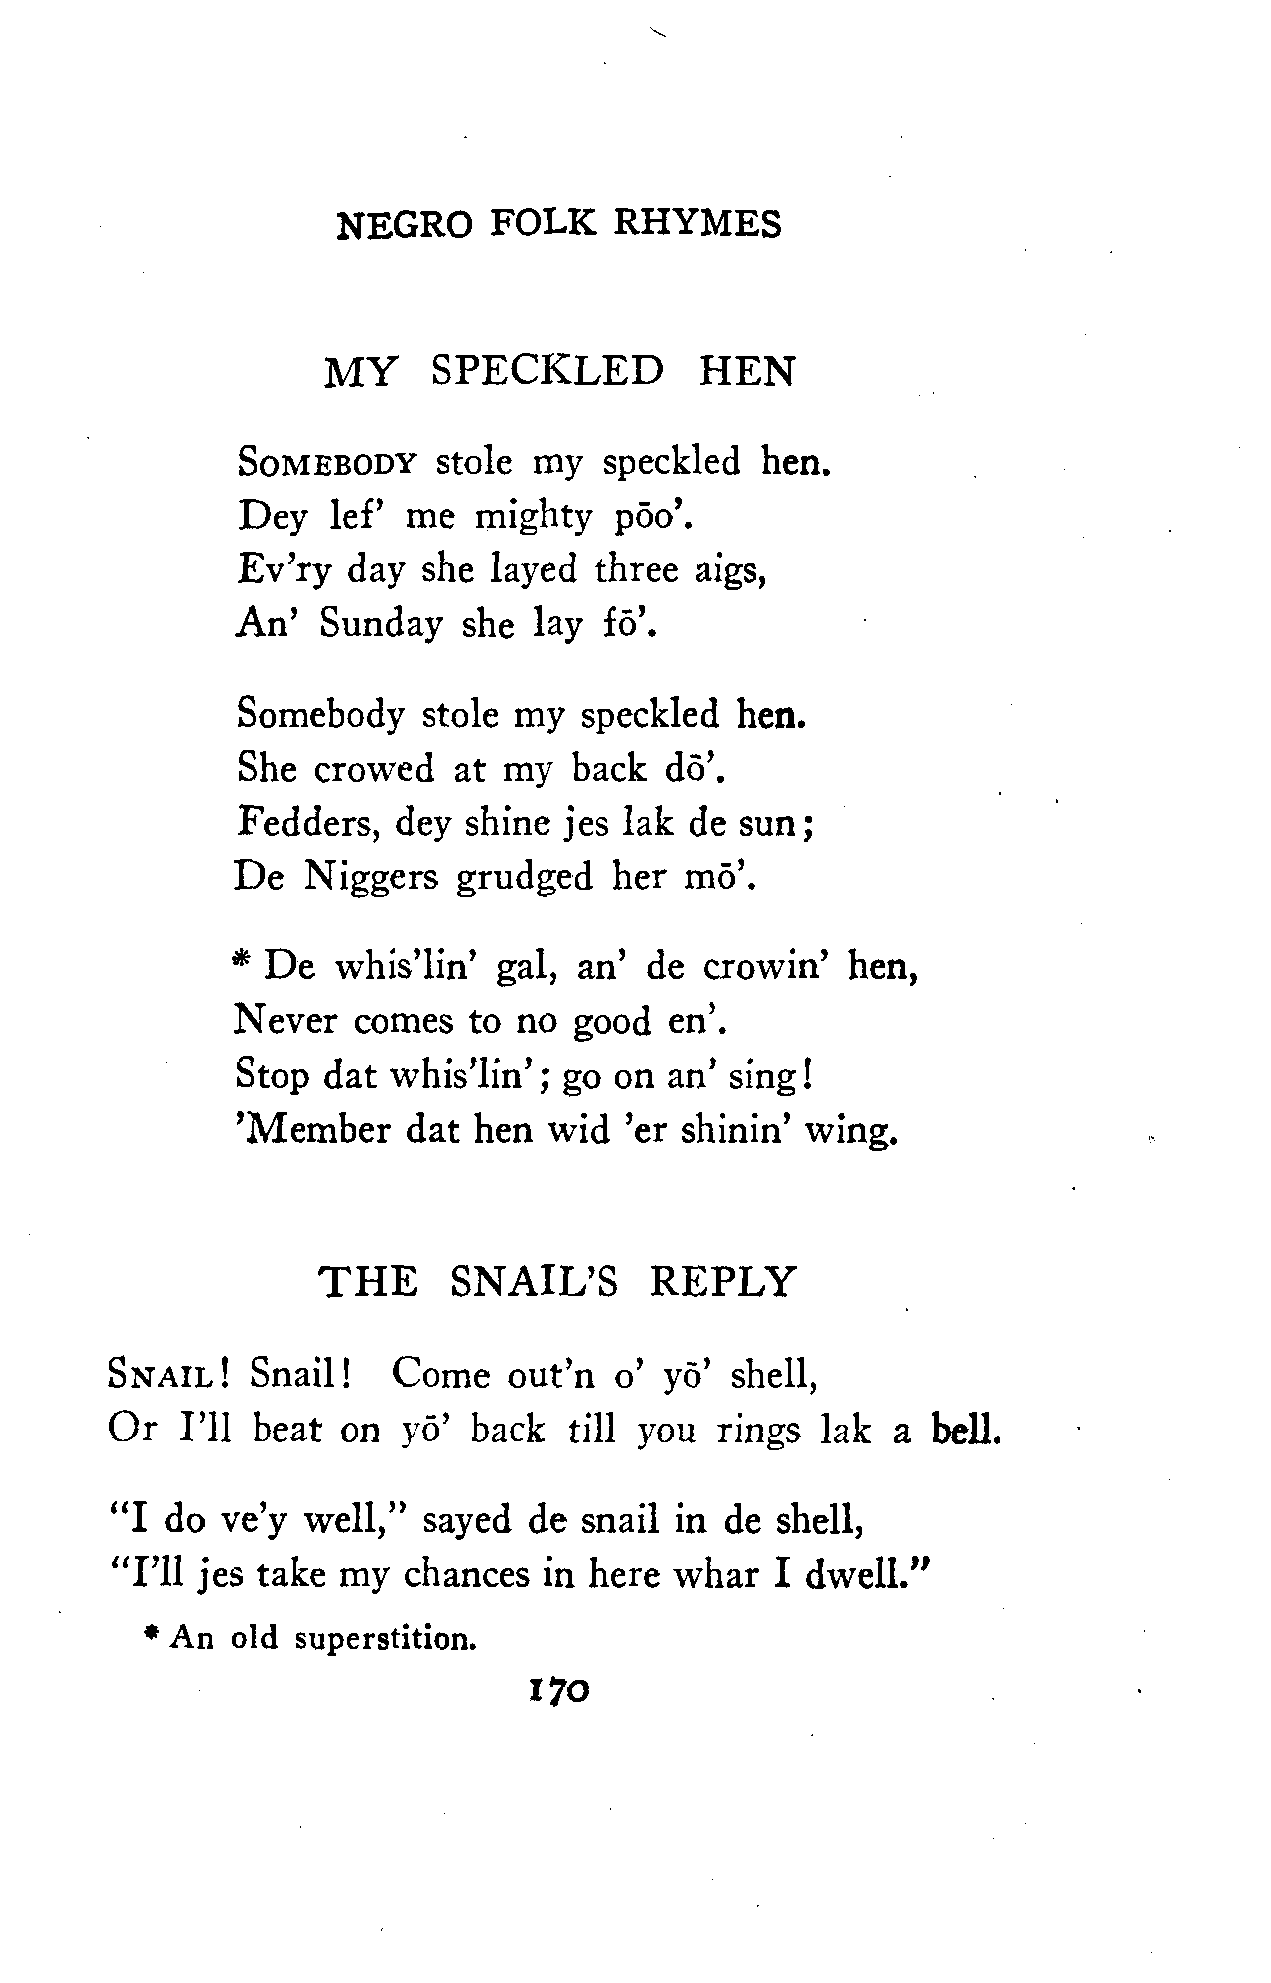 NEGRO FOLK RHYMES
MY SPECKLED HEN
SOMEBODY stole my speckled hen.
Dey lef' me mighty pōo'.
Ev'ry day she layed three aigs,
An' Sunday she lay fō'.
Somebody stole my speckled hen.
She crowed at my back dō'.
Fedders, dey shine jes lak de sun;
De Niggers grudged her mō'.
* De whis'lin' gal, an' de crowin' hen,
Never comes to no good en'.
Stop dat whis'lin'; go on an' sing!
'Member dat hen wid 'er shinin' wing.
THE SNAIL'S REPLY
SNAIL! Snail! Come out'n o' yō' shell,
Or I'll beat on yō' back till you rings lak a bell.
"I do ve'y well," sayed de snail in de shell,
"I'll jes take my chances in here whar I dwell."
* An old superstition.
170